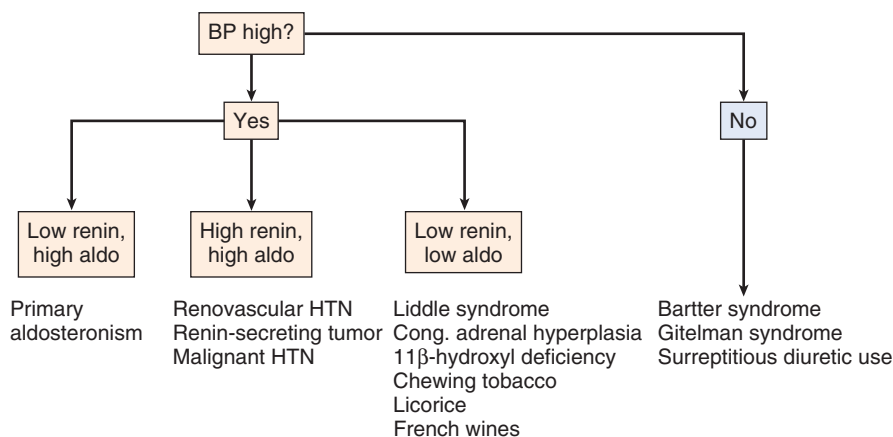 BP high?
Yes
No
Low renin,
high aldo
High renin,
high aldo
Low renin,
low aldo
Primary
aldosteronism
Renovascular HTN
Renin-secreting tumor
Malignant HTN
Liddle syndrome
Cong. adrenal hyperplasia
11β-hydroxyl deficiency
Chewing tobacco
Licorice
French wines
Bartter syndrome
Gitelman syndrome
Surreptitious diuretic use